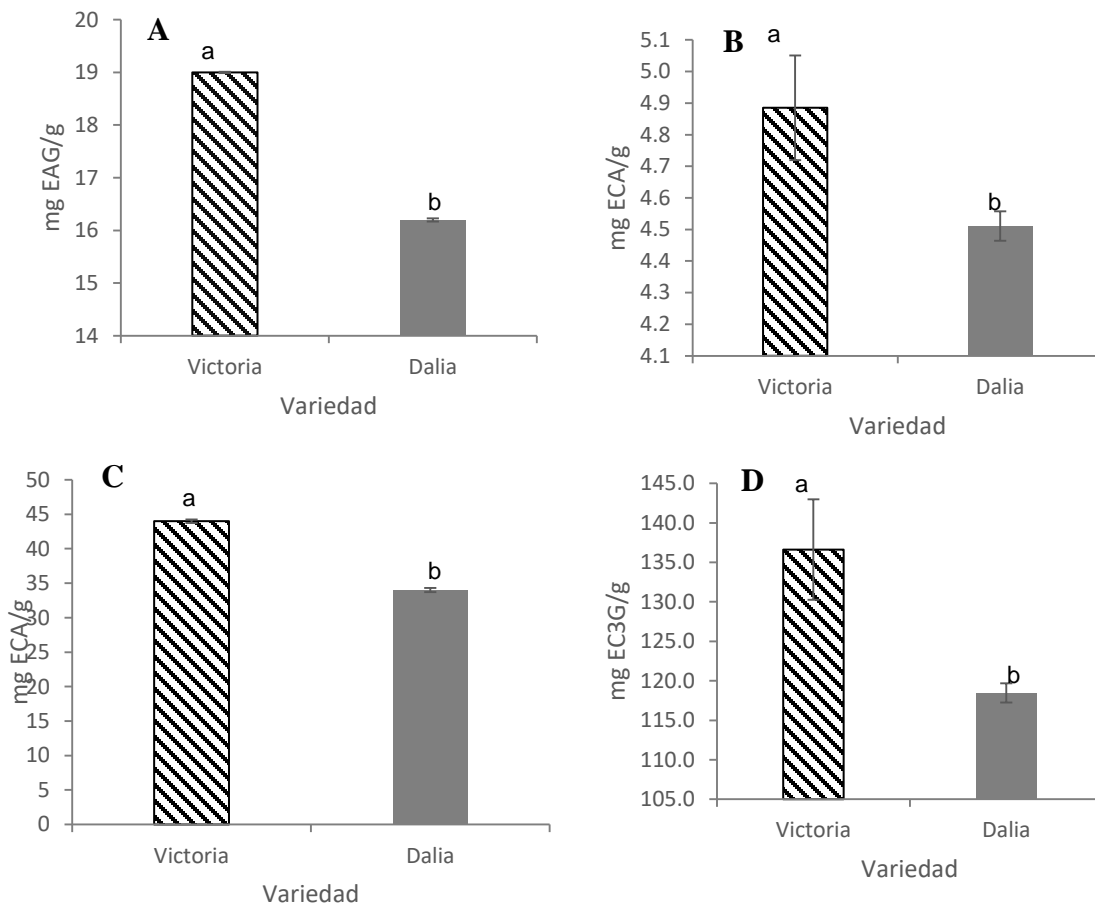 A
a
b
20
19
18
17
16
15
14
mg EAG/g
Victoria
Dalia
Variedad
B
a
b
5.1
5.0
4.9
4.8
4.7
4.6
4.5
4.4
4.3
4.2
4.1
mg ECA/g
Victoria
Dalia
Variedad
C
a
b
50
45
40
35
30
25
20
15
10
5
0
mg ECA/g
Victoria
Dalia
Variedad
D
a
b
145.0
140.0
135.0
130.0
125.0
120.0
115.0
110.0
105.0
mg EC3G/g
Victoria
Dalia
Variedad